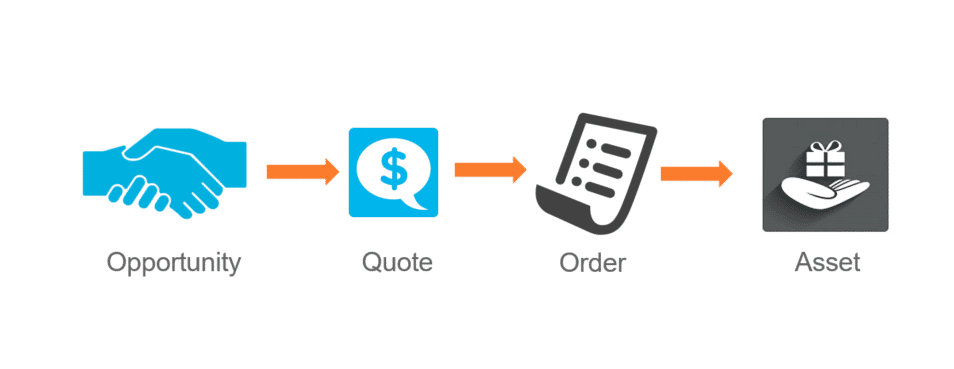 $
Opportunity
Quote
Order
Asset